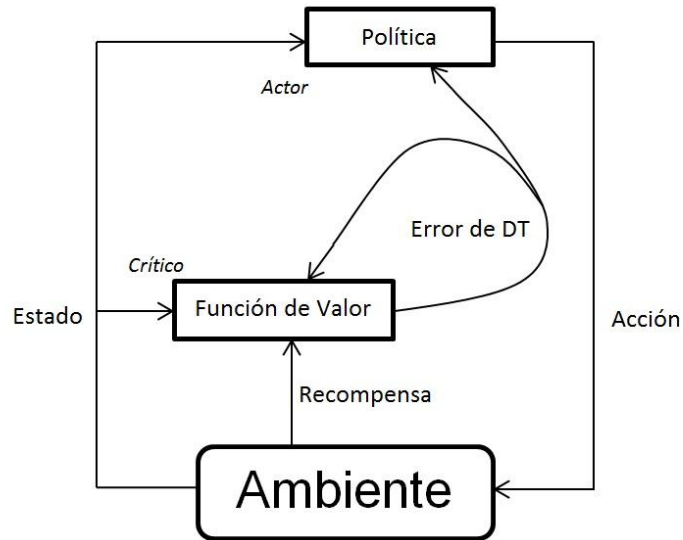 Política
Actor
Error de DT
Crítico
Función de Valor
Estado
Acción
Recompensa
Ambiente